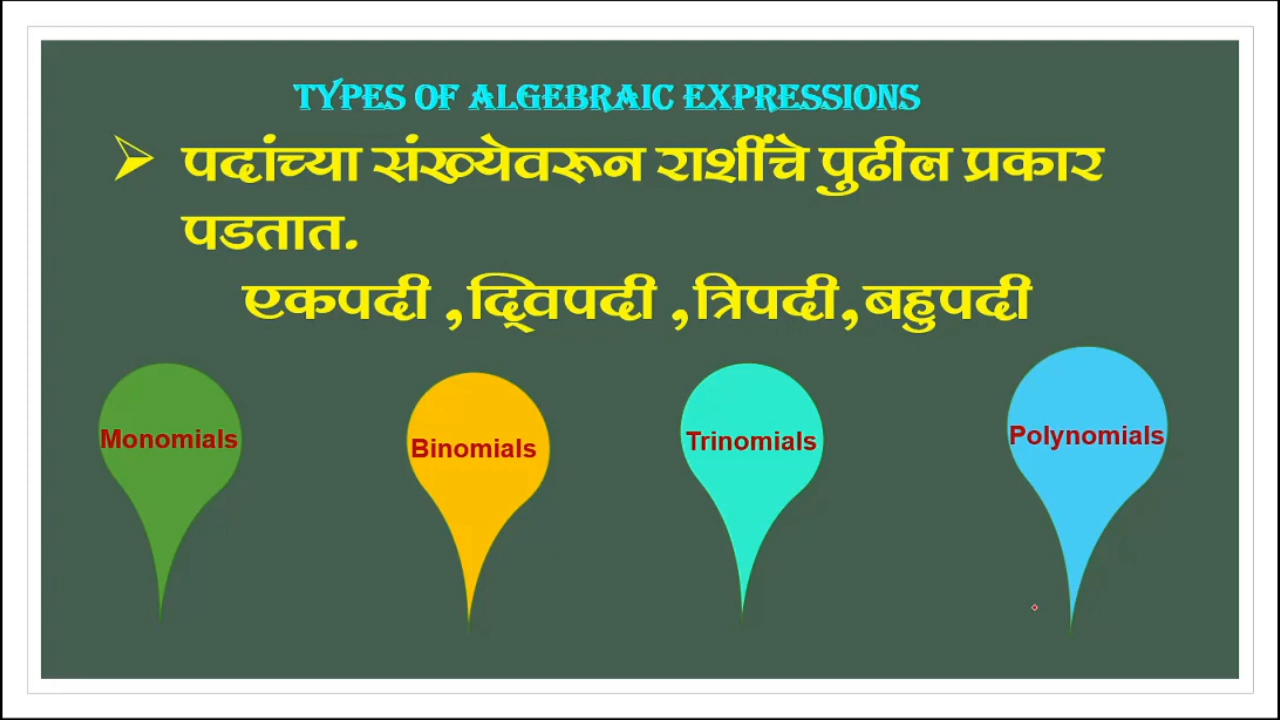 TYPES OF ALGEBRAIC EXPRESSIONS
पदांच्या संख्येवरून राशींचे पुढील प्रकार
पडतात.
एकपदी ,द्विपदी ,त्रिपदी,बहुपदी
Monomials
Binomials
Trinomials
Polynomials